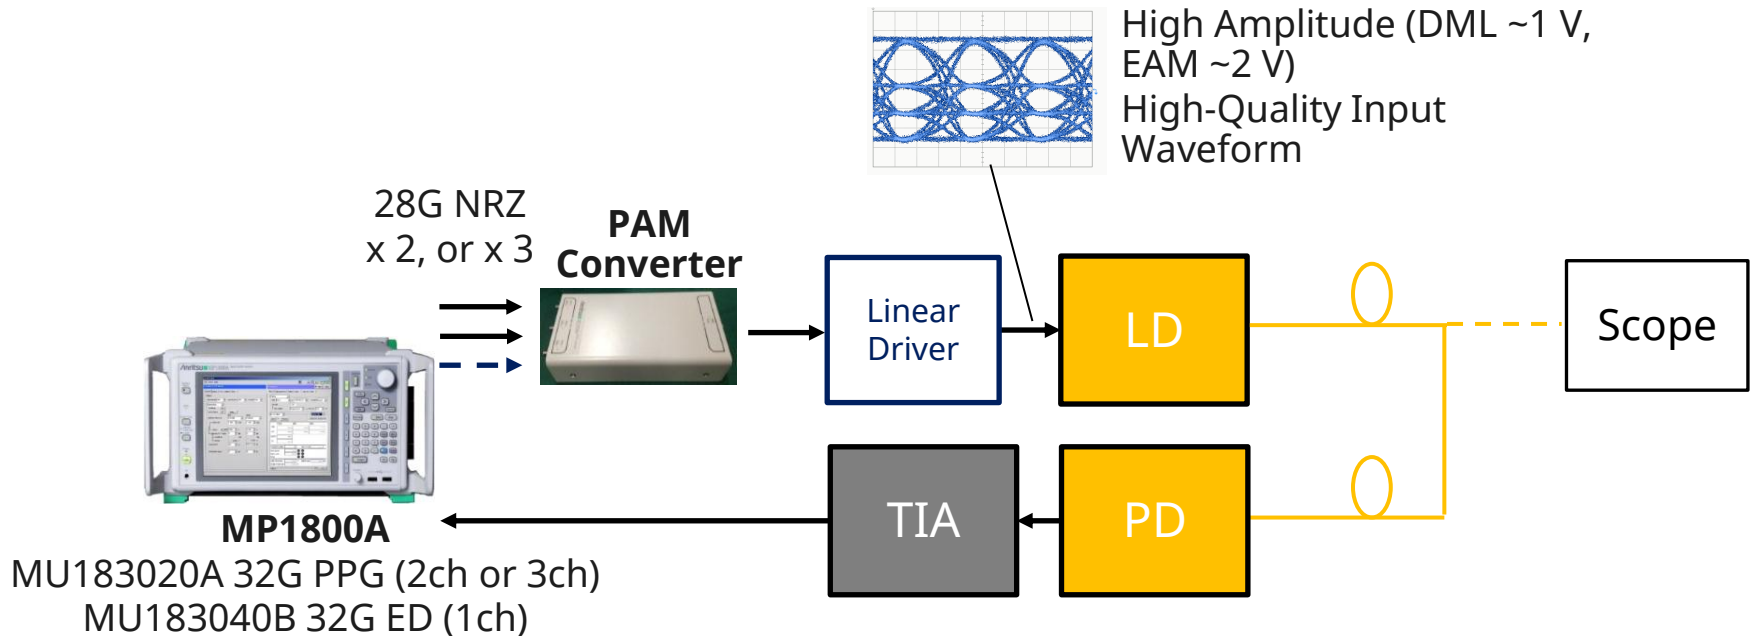 High Amplitude (DML ~1 V,
EAM ~2 V)
High-Quality Input
Waveform
28G NRZ
x 2, or x 3
PAM
Converter
Linear
Driver
LD
Scope
TIA
PD
Anritsu
MP1800A
MU183020A 32G PPG (2ch or 3ch)
MU183040B 32G ED (1ch)